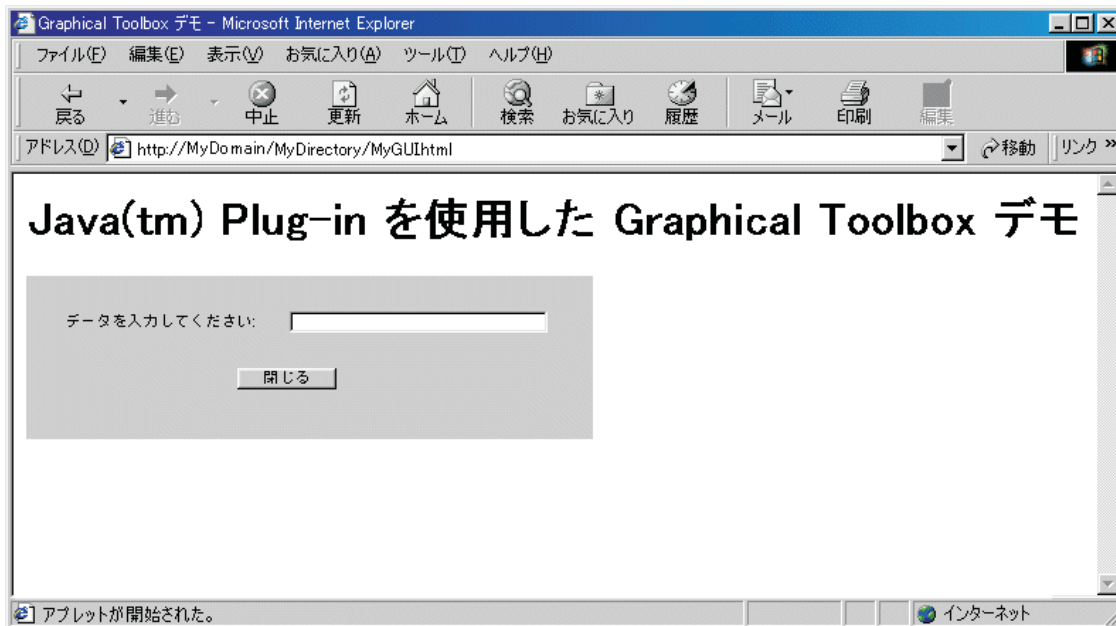 Graphical Toolbox デモ - Microsoft Internet Explorer
ファイル(F) 編集(E) 表示(V) お気に入り(A) ツール(T) ヘルプ(H)
戻る 進む 中止 更新 ホーム 検索 お気に入り 履歴 メール 印刷 編集
アドレス(D) http://MyDomain/MyDirectory/MyGUIhtml 移動 リンク »
Java(tm) Plug-in を使用した Graphical Toolbox デモ
データを入力してください:
閉じる
アプレットが開始された。 インターネット